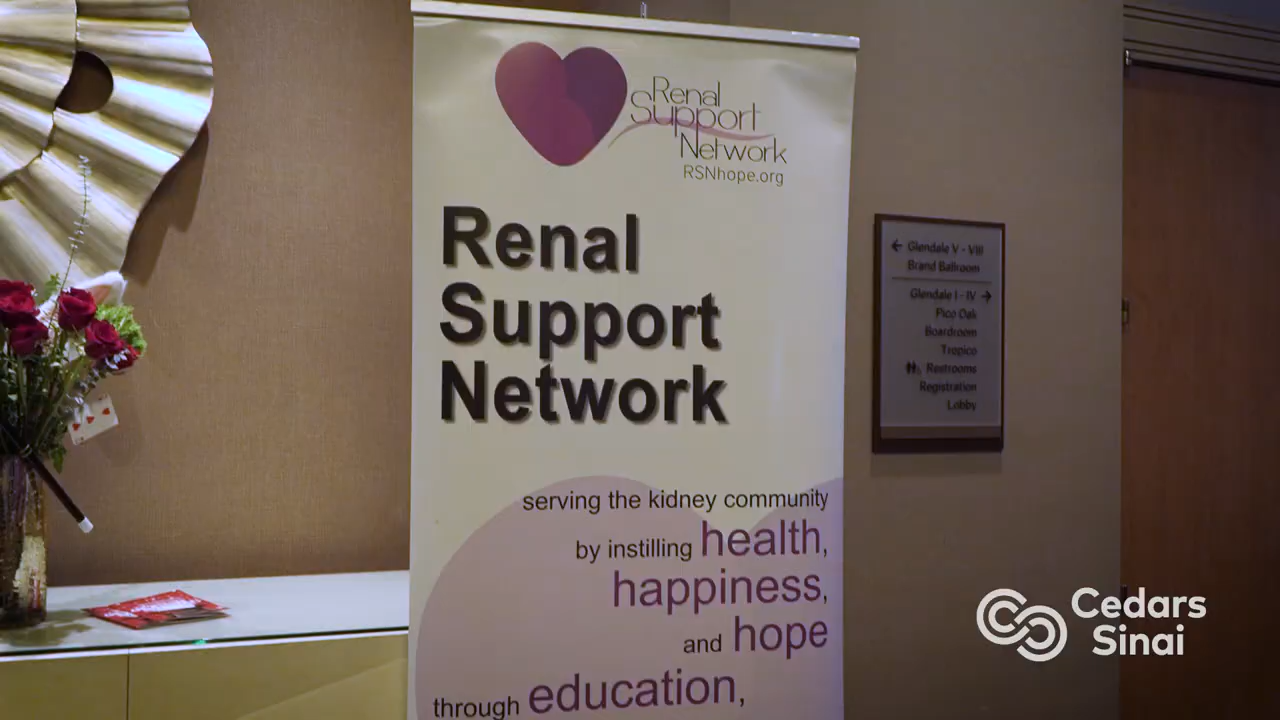 Renal
Support
Network
RSNhope.org
Renal
Support
Network
serving the kidney community
by instilling health,
happiness,
and hope
through education,
← Glendale V - VIII
Brand Ballroom
Glendale I - IV →
Pico Oak
Boardroom
Tropico
Restrooms
Registration
Lobby
Cedars
Sinai